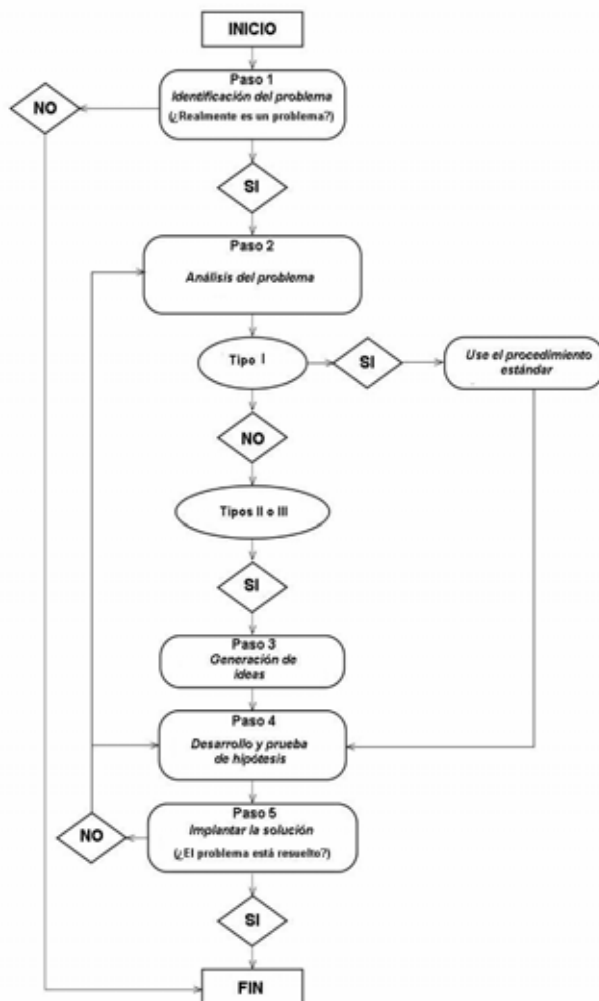 INICIO
Paso 1
Identificación del problema
(¿Realmente es un problema?)
NO
SI
Paso 2
Análisis del problema
Tipo I
SI
Use el procedimiento
estándar
NO
Tipos II o III
SI
Paso 3
Generación de
ideas
Paso 4
Desarrollo y prueba
de hipótesis
Paso 5
Implantar la solución
(¿El problema está resuelto?)
NO
SI
FIN